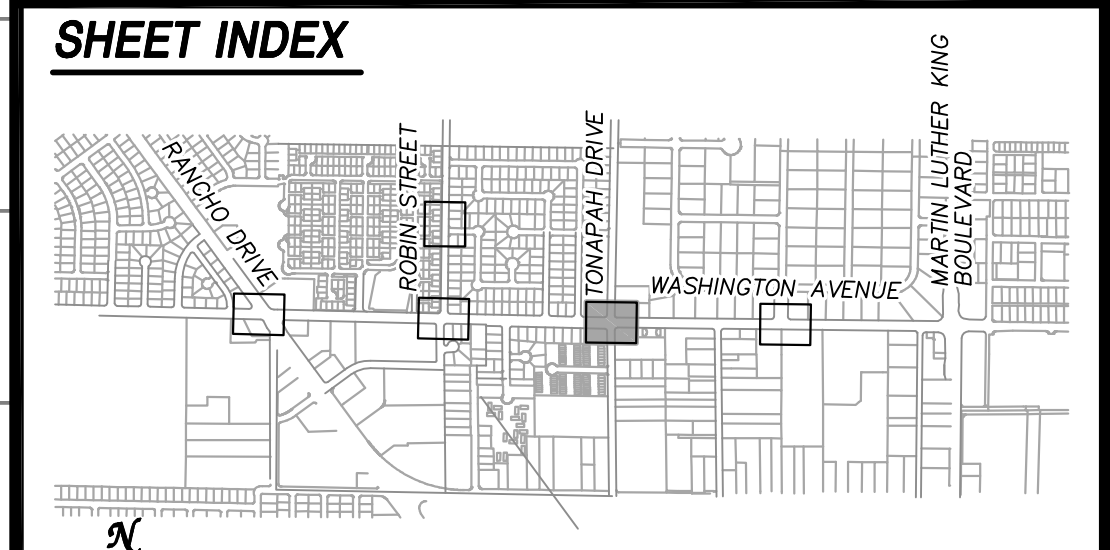 SHEET INDEX
RANCHO DRIVE
ROBIN STREET
TONAPAH DRIVE
WASHINGTON AVENUE
MARTIN LUTHER KING
BOULEVARD
N